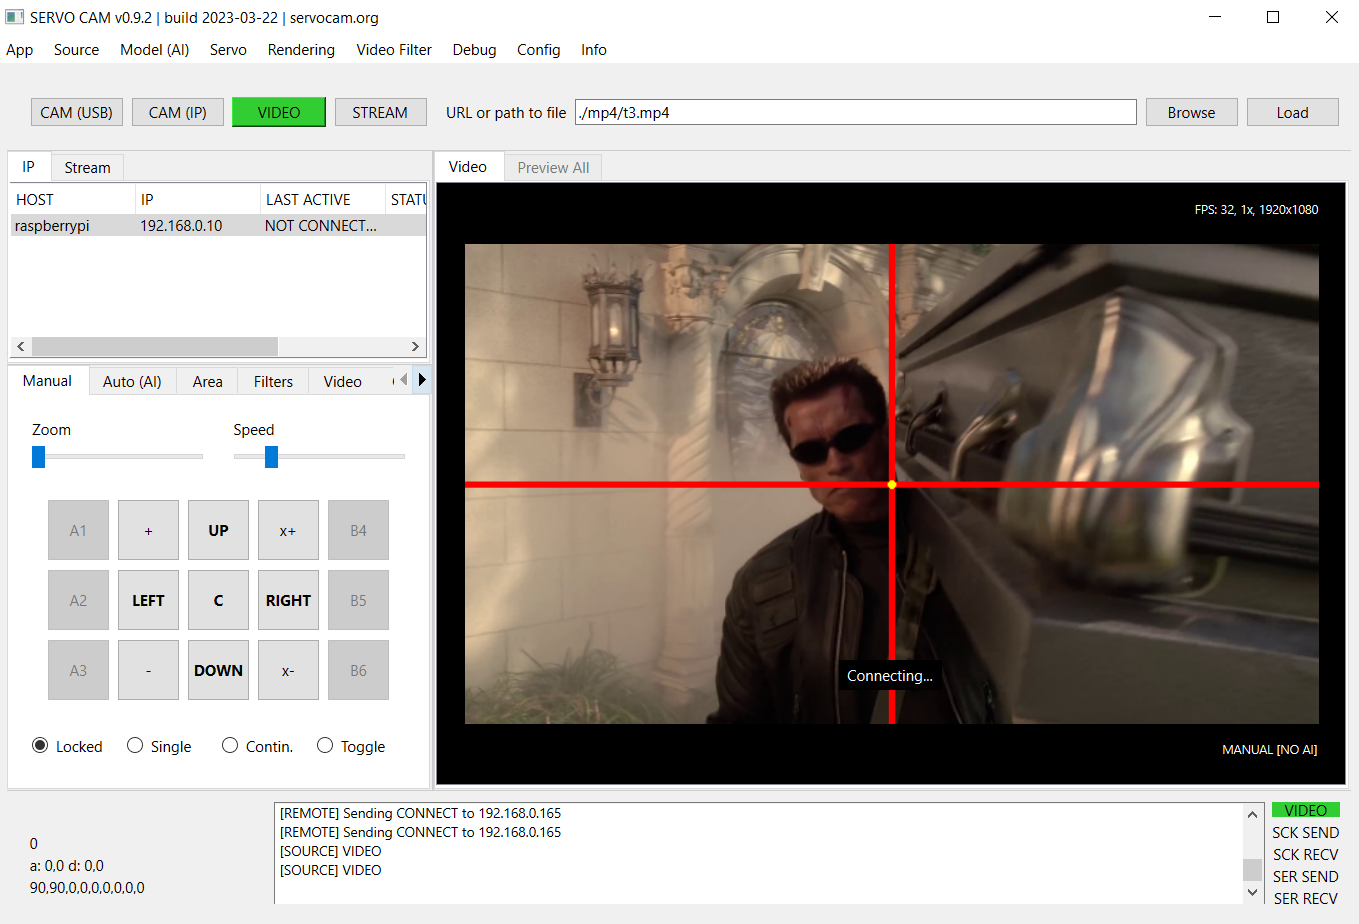 SERVO CAM v0.9.2 | build 2023-03-22 | servocam.org
App Source Model (AI) Servo Rendering Video Filter Debug Config Info
CAM (USB) CAM (IP) VIDEO STREAM URL or path to file ./mp4/t3.mp4 Browse Load
IP Stream
HOST IP LAST ACTIVE STATU
raspberrypi 192.168.0.10 NOT CONNECT...
Manual Auto (AI) Area Filters Video
Zoom Speed
A1 + UP x+ B4
A2 LEFT C RIGHT B5
A3 - DOWN x- B6
Locked Single Contin. Toggle
Video Preview All
FPS: 32, 1x, 1920x1080
Connecting...
MANUAL [NO AI]
0
a: 0,0 d: 0,0
90,90,0,0,0,0,0,0,0
[REMOTE] Sending CONNECT to 192.168.0.165
[REMOTE] Sending CONNECT to 192.168.0.165
[SOURCE] VIDEO
[SOURCE] VIDEO
VIDEO
SCK SEND
SCK RECV
SER SEND
SER RECV